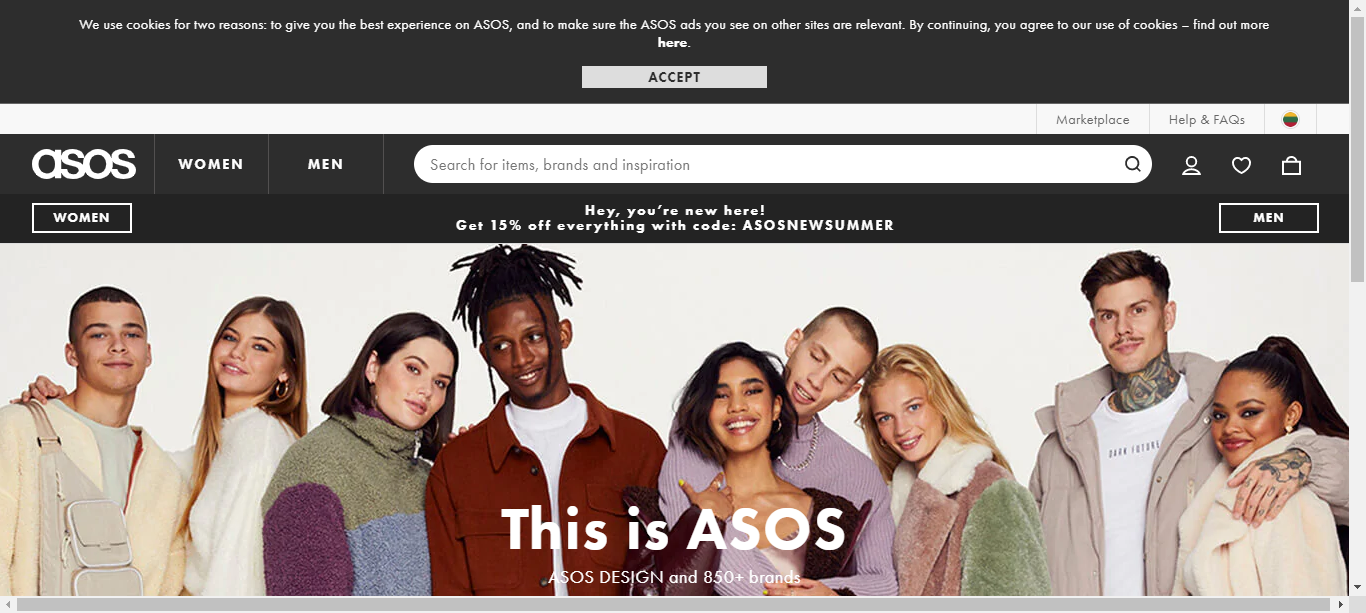 We use cookies for two reasons: to give you the best experience on ASOS, and to make sure the ASOS ads you see on other sites are relevant. By continuing, you agree to our use of cookies – find out more
here.
ACCEPT
Marketplace
Help & FAQs
asos
WOMEN
MEN
Search for items, brands and inspiration
WOMEN
Hey, you’re new here!
Get 15% off everything with code: ASOSNEWSUMMER
MEN
DARK FUTURE
This is ASOS
ASOS DESIGN and 850+ brands